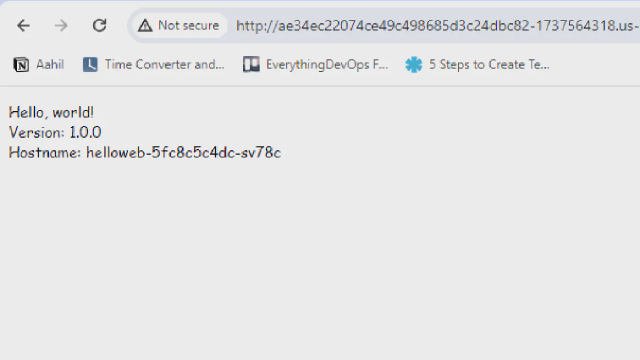 Not secure http://ae34ec22074ce49c498685d3c24dbc82-1737564318.us-
Aahil Time Converter and... EverythingDevOps F... 5 Steps to Create Te...
Hello, world!
Version: 1.0.0
Hostname: helloweb-5fc8c5c4dc-sv78c